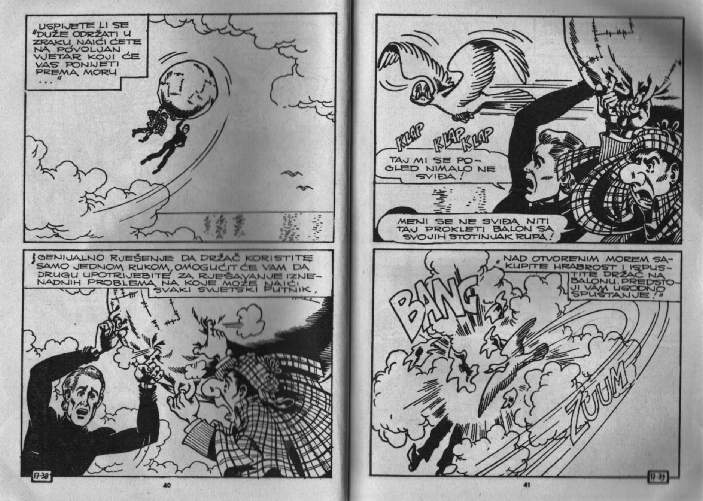 USPIJETE LI SE
"DUŽE ODRŽATI U
ZRAKU, NAIĆI ĆETE
NA POVOLJAN
VJETAR KOJI ĆE
VAS PONIJETI
PREMA MORU
..."
GENIJALNO RJEŠENJE DA DRŽAČ KORISTITE
SAMO JEDNOM RUKOM, OMOGUĆIT ĆE VAM DA
DRUGU UPOTRIJEBITE ZA RJEŠAVANJE IZNE-
NADNIH PROBLEMA NA KOJE MOŽE NAIĆI
SVAKI SVJETSKI PUTNIK.
17-38
40
KLAP
KLAP
KLAP
TAJ MI SE PO-
GLED NIMALO NE
SVIĐA!
MENI SE NE SVIĐA NITI
TAJ PROKLETI BALON SA
SVOJIH STOTINJAK RUPA!
NAD OTVORENIM MOREM SA-
KUPITE HRABROST I ISPUS-
TITE DRŽAČ NA
BALONU. PREDSTO-
JI VAM UGODNO
SPUŠTANJE!
BANG
ZUUM
41